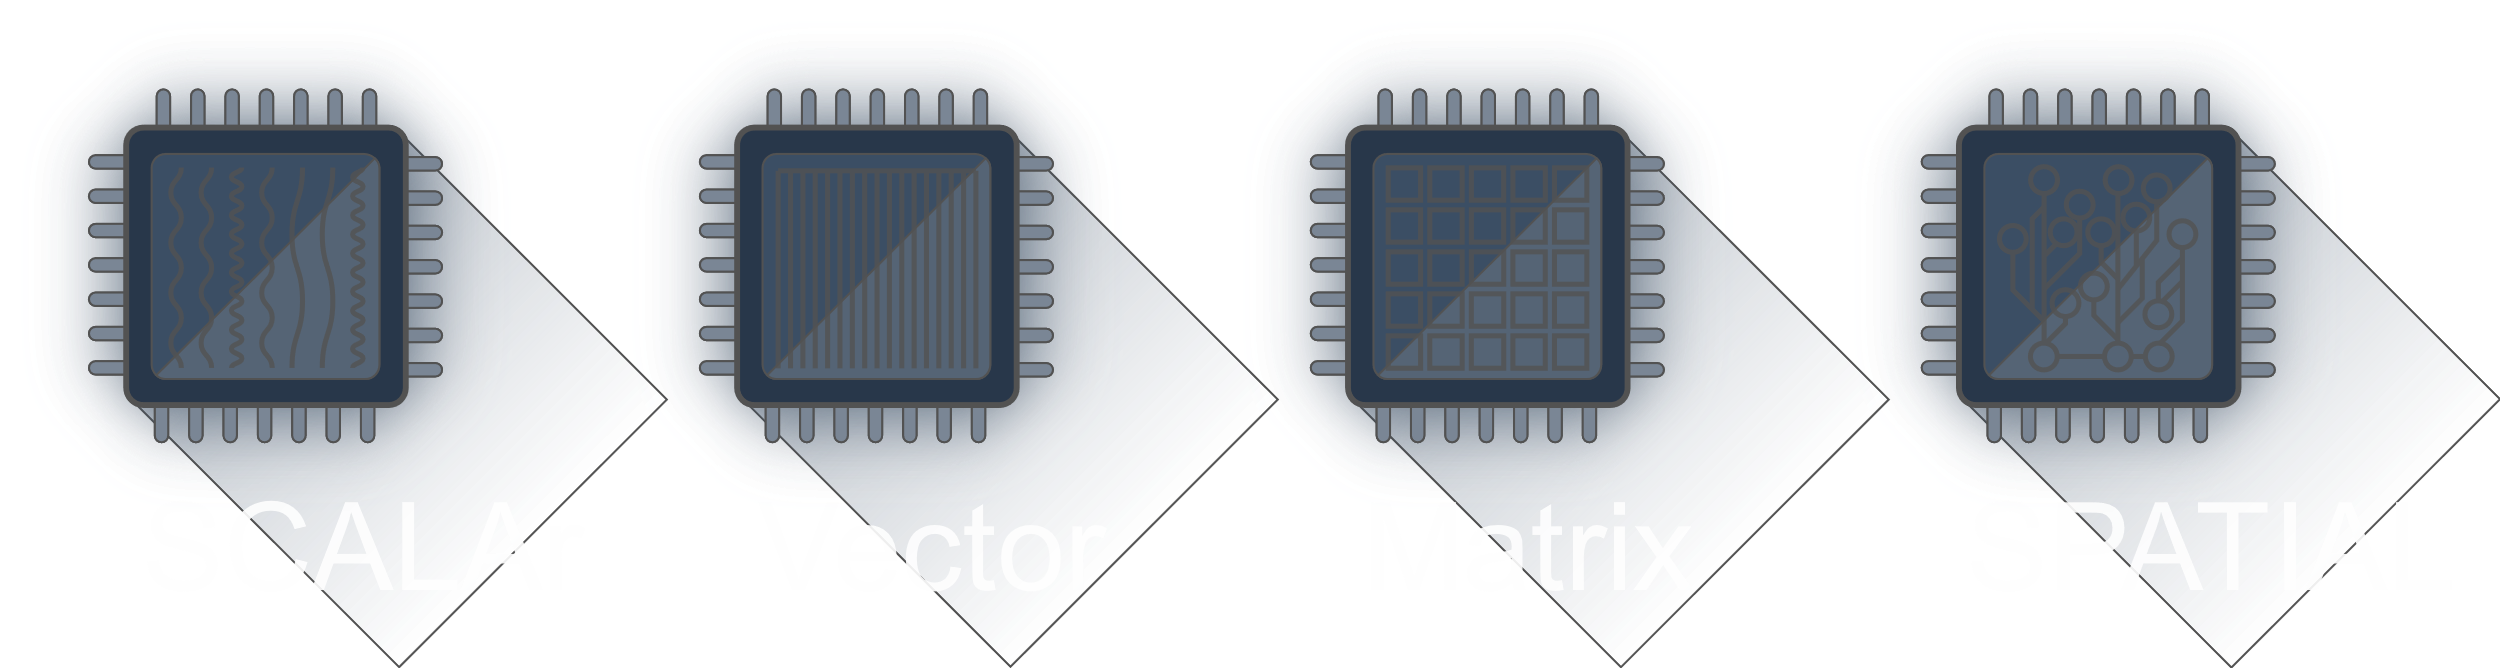 SCALAr
Vector
Matrix
SPATIAL